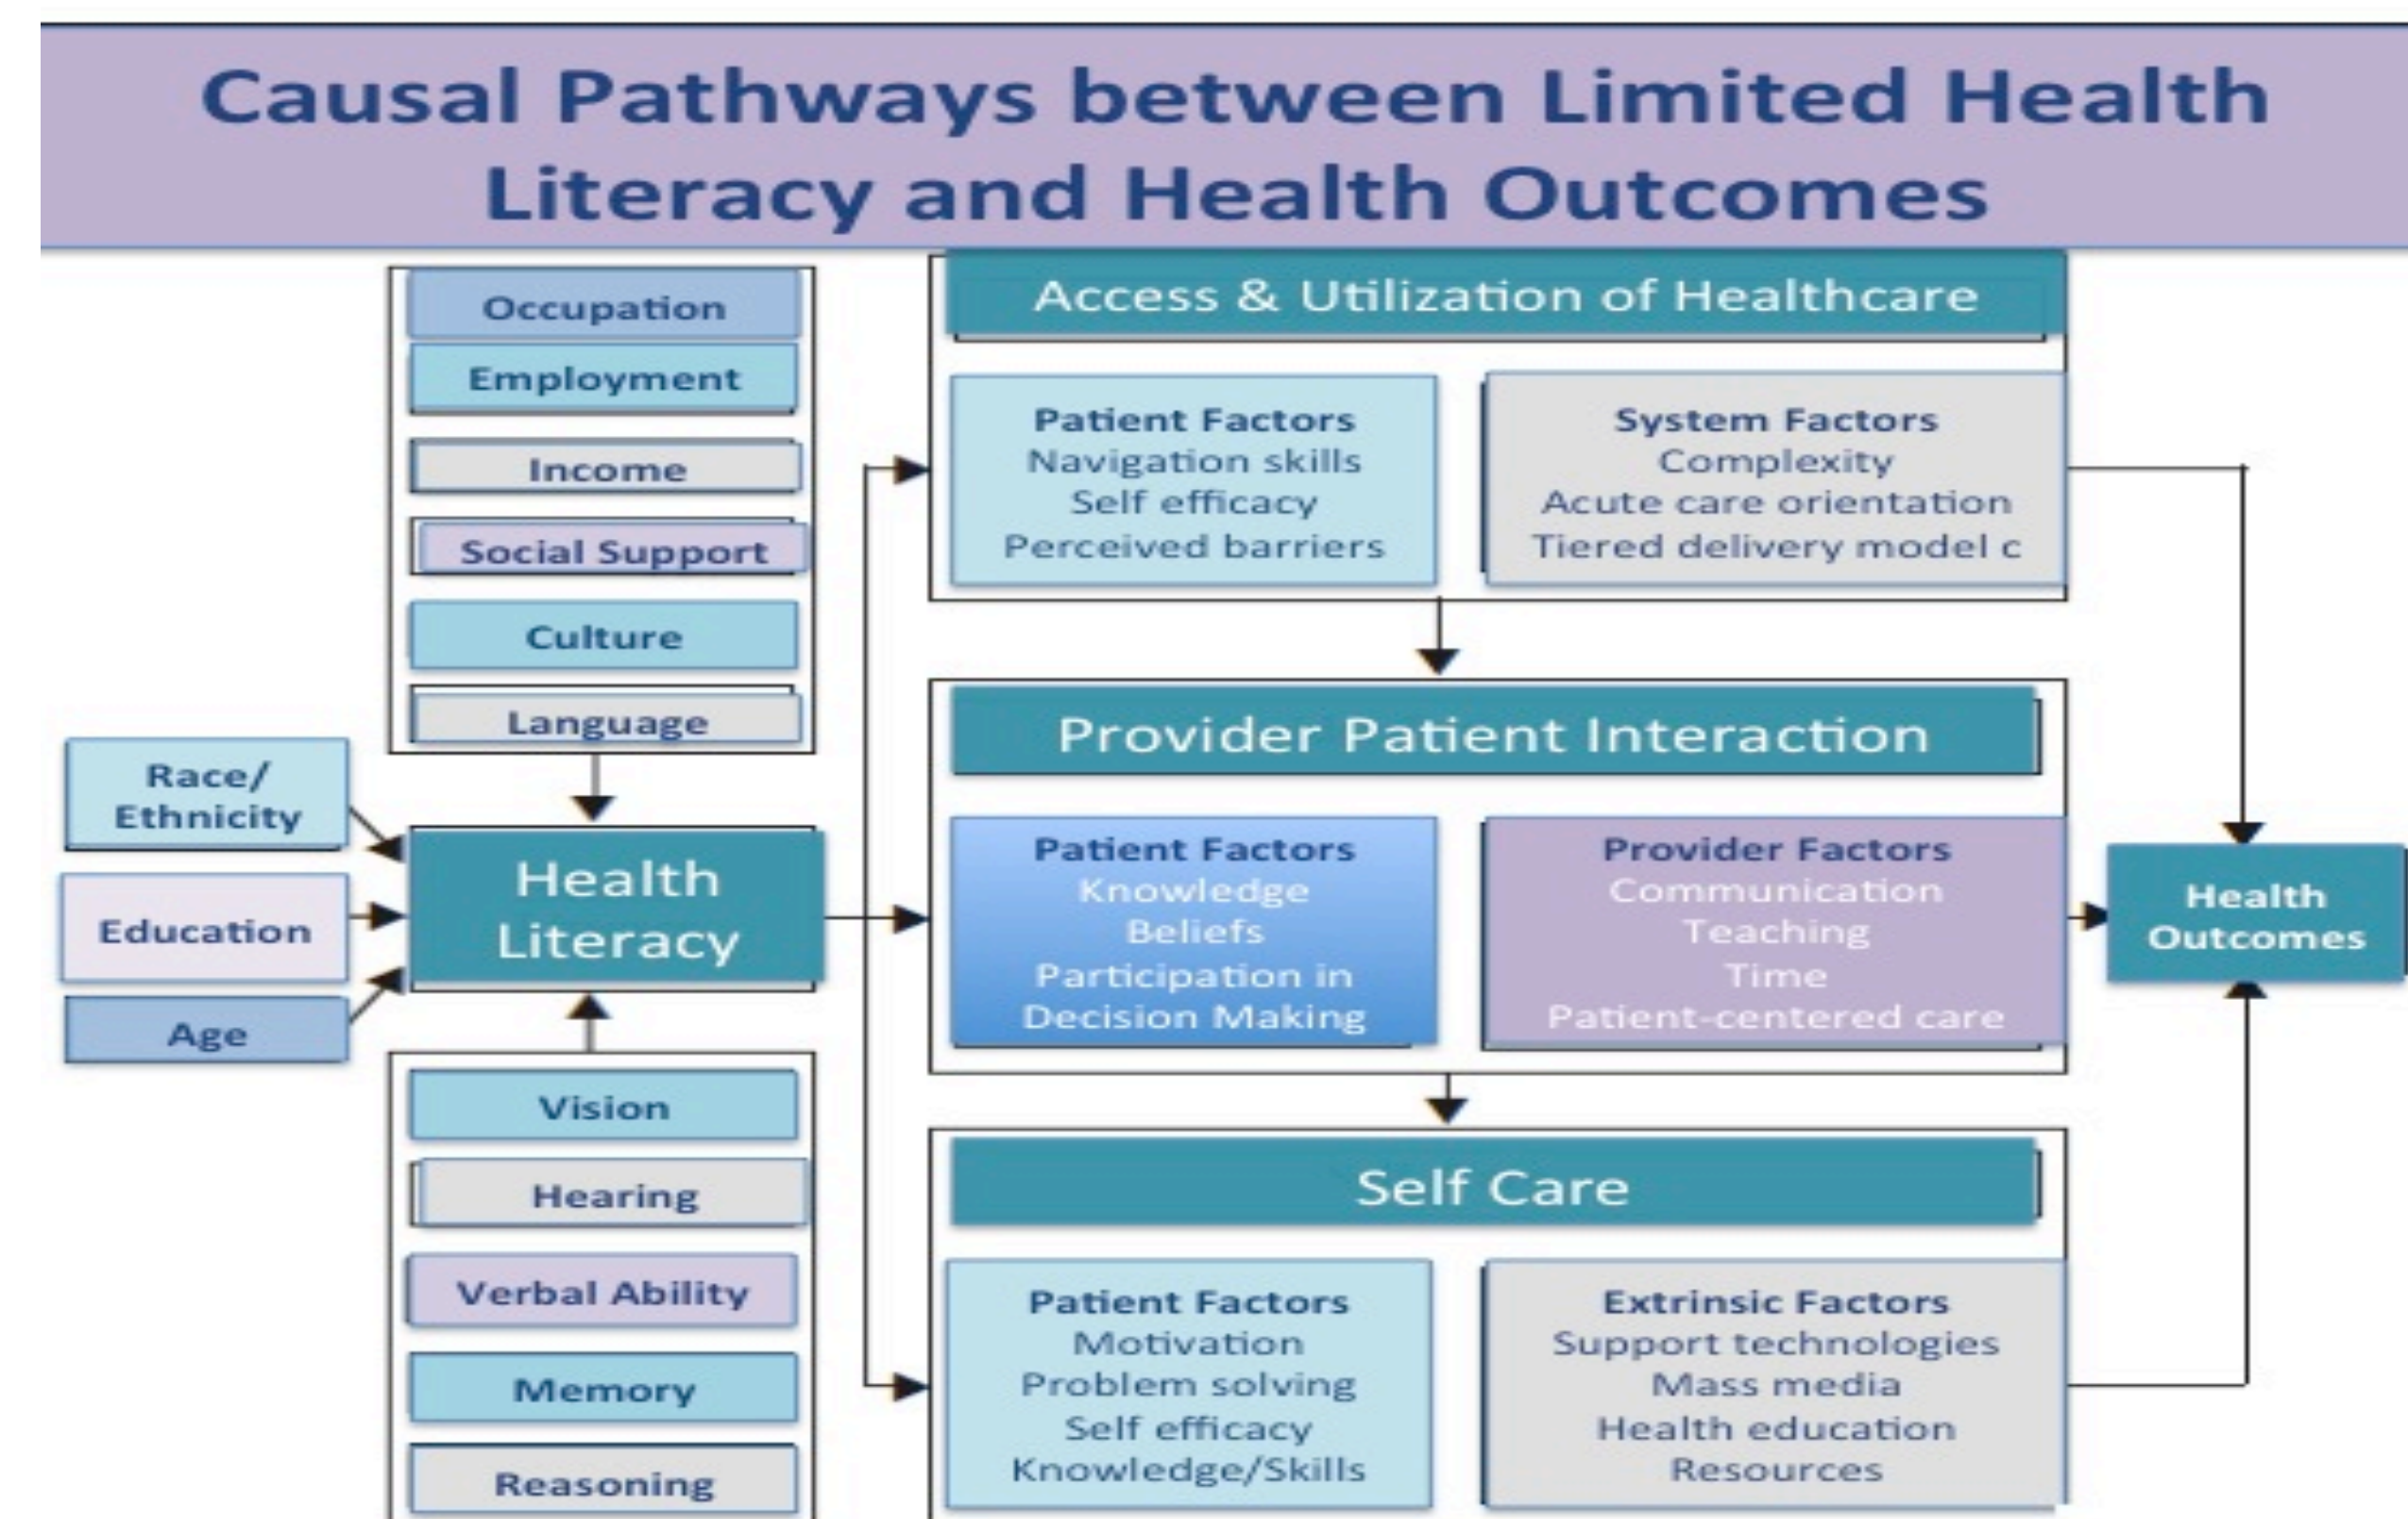 Causal Pathways between Limited Health
Literacy and Health Outcomes
Occupation
Employment
Income
Social Support
Culture
Language
Race/
Ethnicity
Education
Age
Health
Literacy
Vision
Hearing
Verbal Ability
Memory
Reasoning
Access & Utilization of Healthcare
Patient Factors
Navigation skills
Self efficacy
Perceived barriers
System Factors
Complexity
Acute care orientation
Tiered delivery model c
Provider Patient Interaction
Patient Factors
Knowledge
Beliefs
Participation in
Decision Making
Provider Factors
Communication
Teaching
Time
Patient-centered care
Self Care
Patient Factors
Motivation
Problem solving
Self efficacy
Knowledge/Skills
Extrinsic Factors
Support technologies
Mass media
Health education
Resources
Health
Outcomes